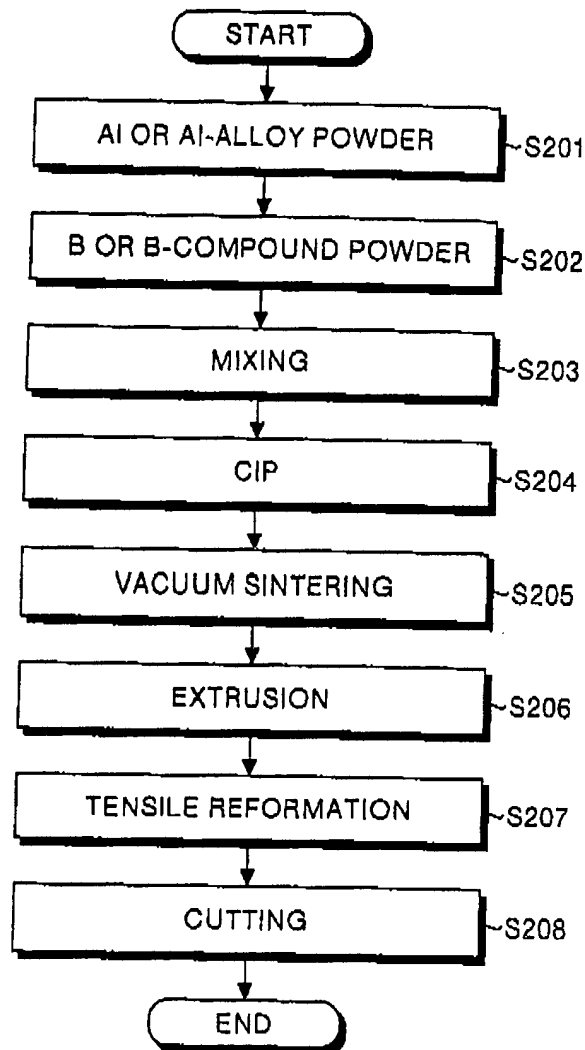 START
Al OR Al-ALLOY POWDER
S201
B OR B-COMPOUND POWDER
S202
MIXING
S203
CIP
S204
VACUUM SINTERING
S205
EXTRUSION
S206
TENSILE REFORMATION
S207
CUTTING
S208
END